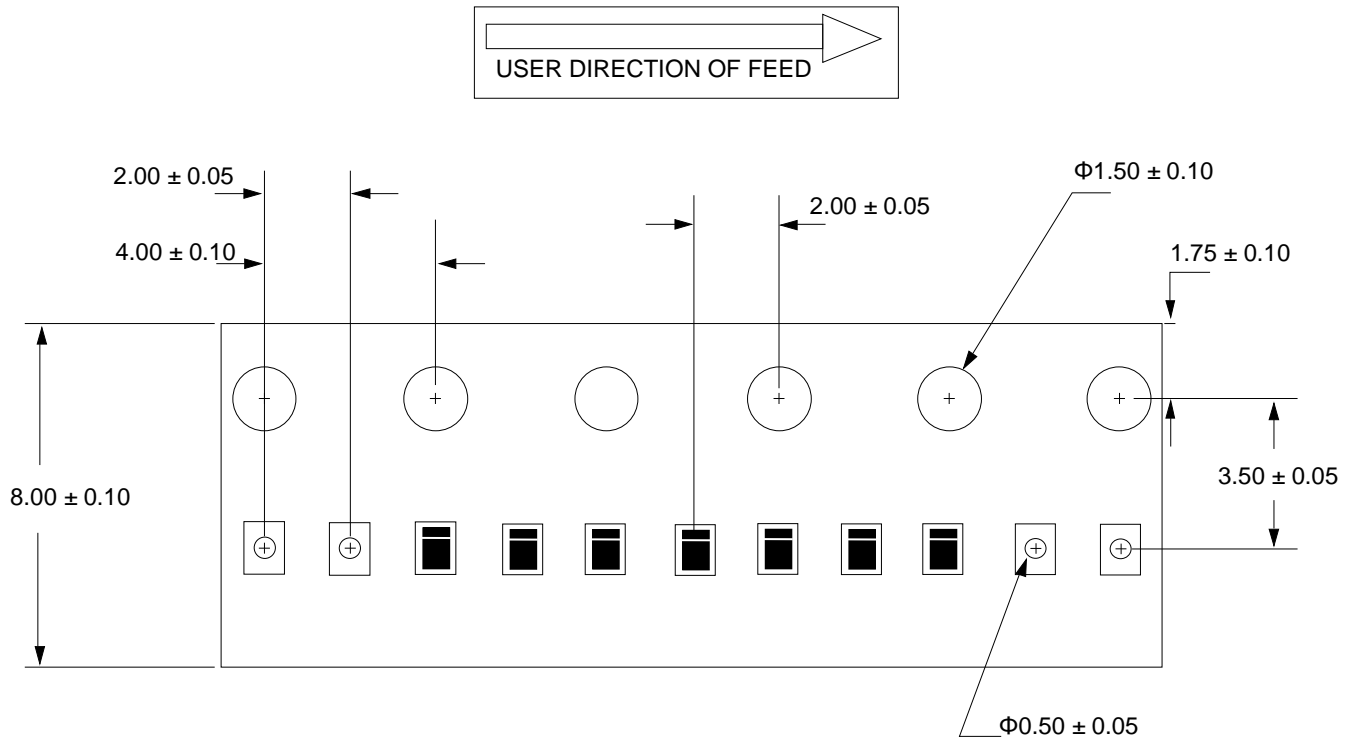 USER DIRECTION OF FEED
2.00 ± 0.05
Φ1.50 ± 0.10
2.00 ± 0.05
4.00 ± 0.10
1.75 ± 0.10
8.00 ± 0.10
3.50 ± 0.05
Φ0.50 ± 0.05